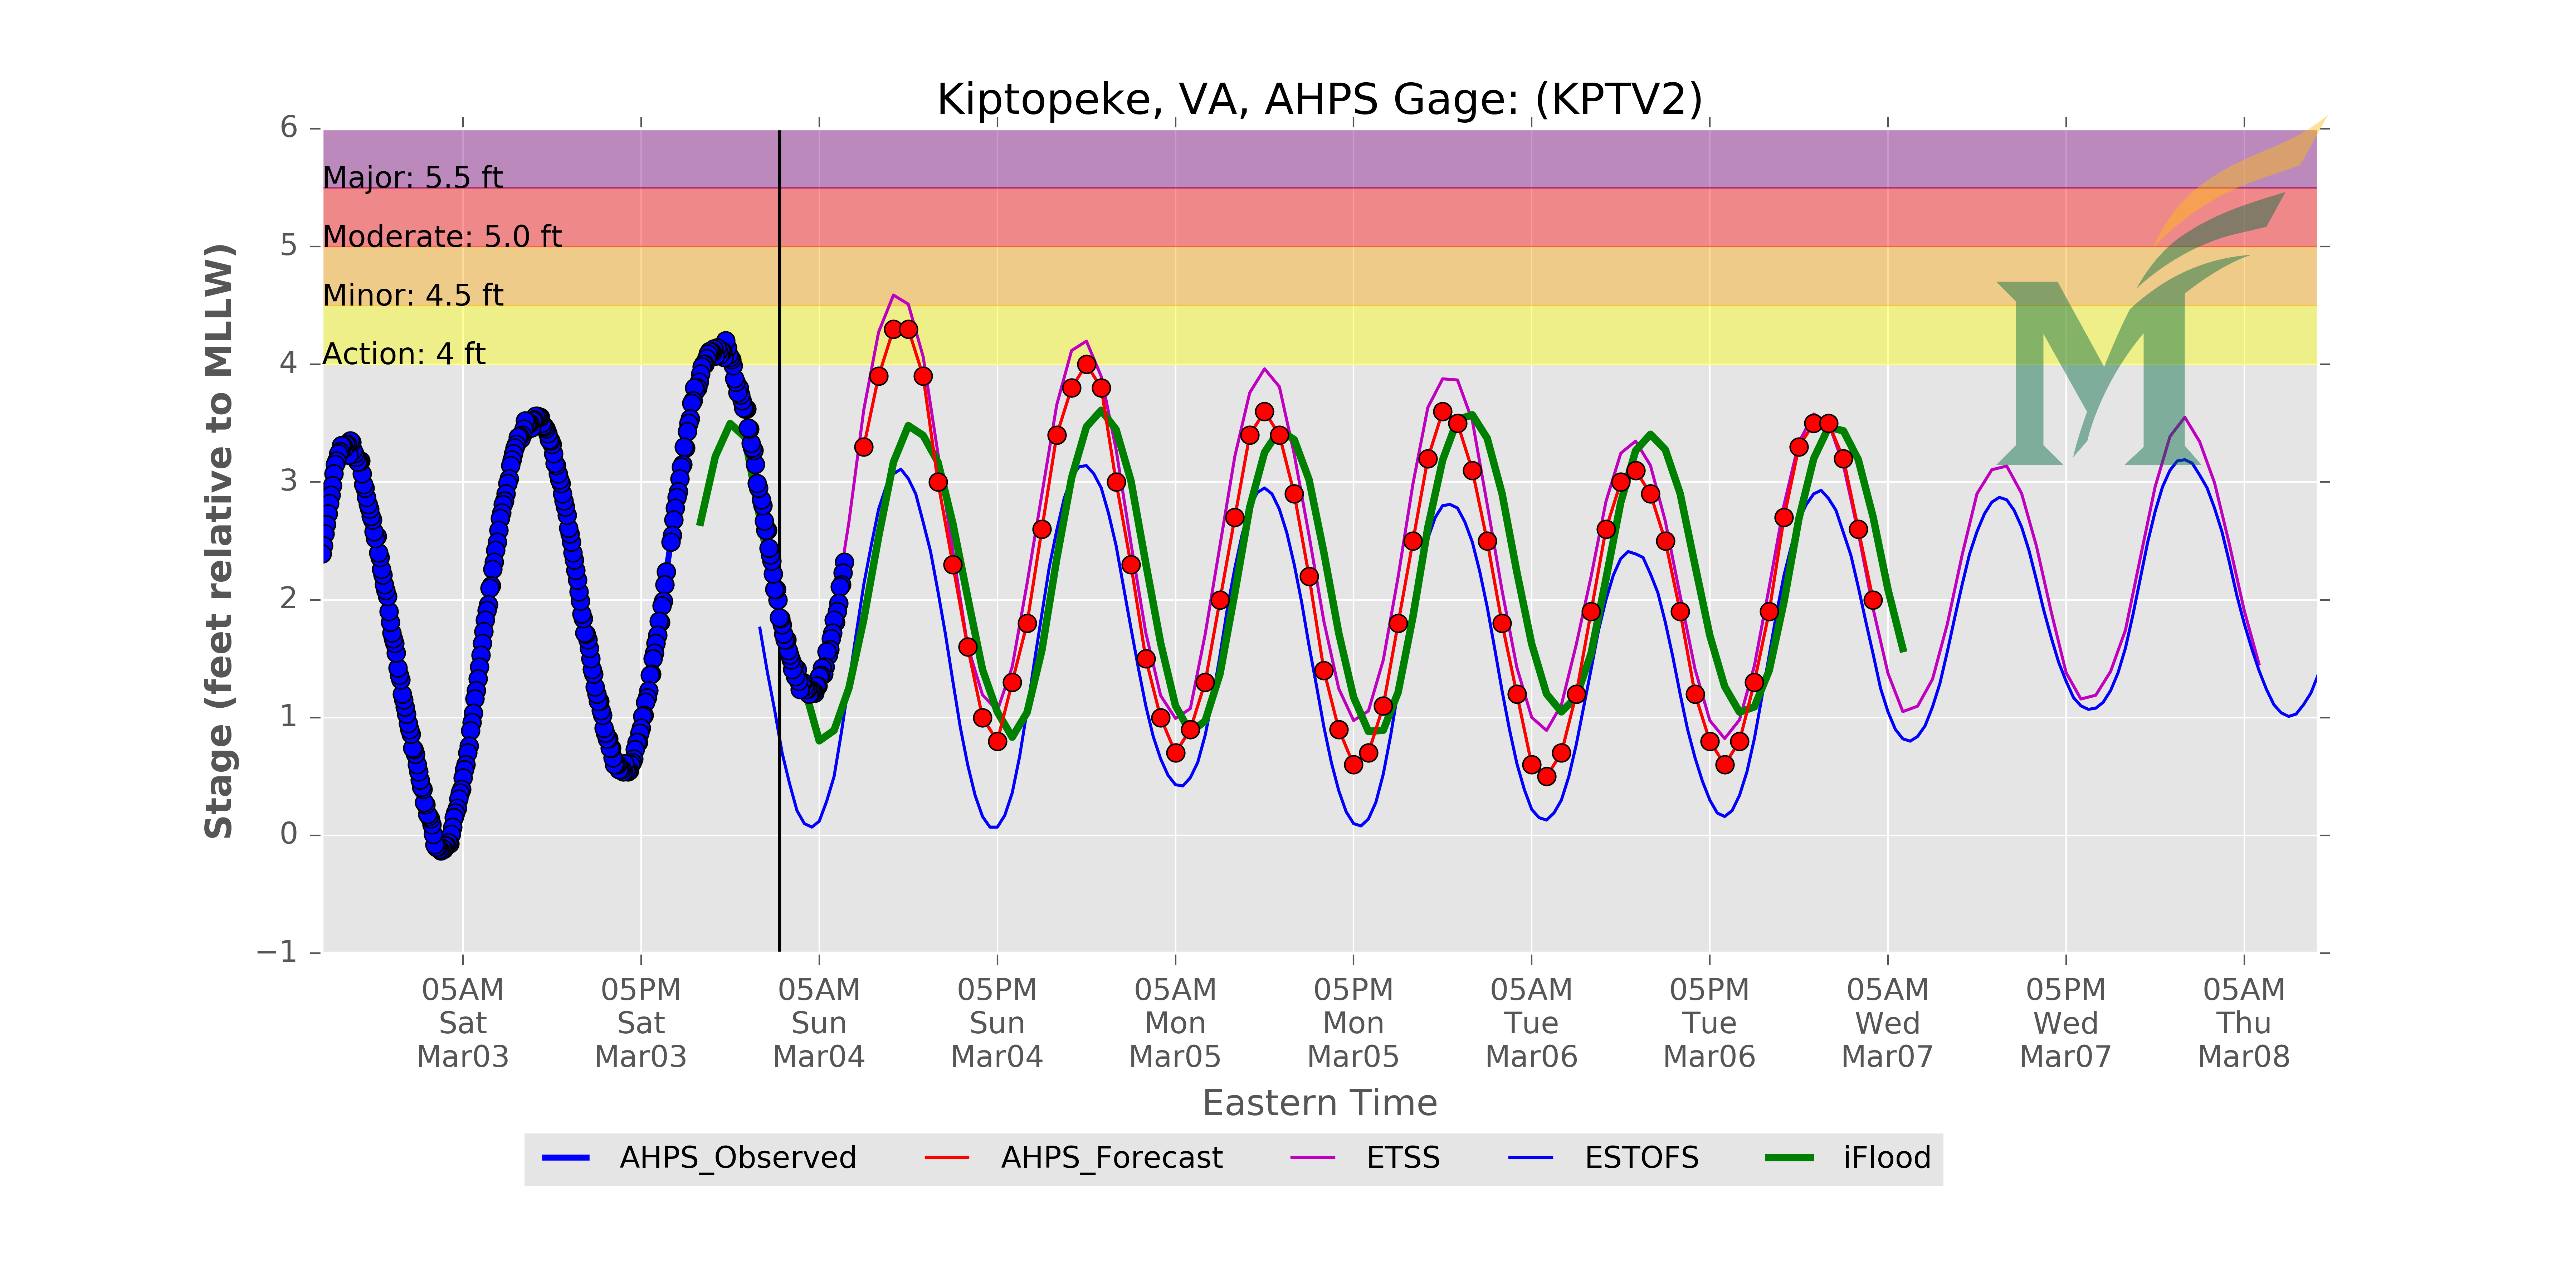 Kiptopeke, VA, AHPS Gage: (KPTV2)
6
5
4
3
2
1
0
−1
Stage (feet relative to MLLW)
Major: 5.5 ft
Moderate: 5.0 ft
Minor: 4.5 ft
Action: 4 ft
M
05AM 05PM 05AM 05PM 05AM 05PM 05AM 05PM 05AM 05PM 05AM
Sat Sat Sun Sun Mon Mon Tue Tue Wed Wed Thu
Mar03 Mar03 Mar04 Mar04 Mar05 Mar05 Mar06 Mar06 Mar07 Mar07 Mar08
Eastern Time
AHPS_Observed AHPS_Forecast ETSS ESTOFS iFlood